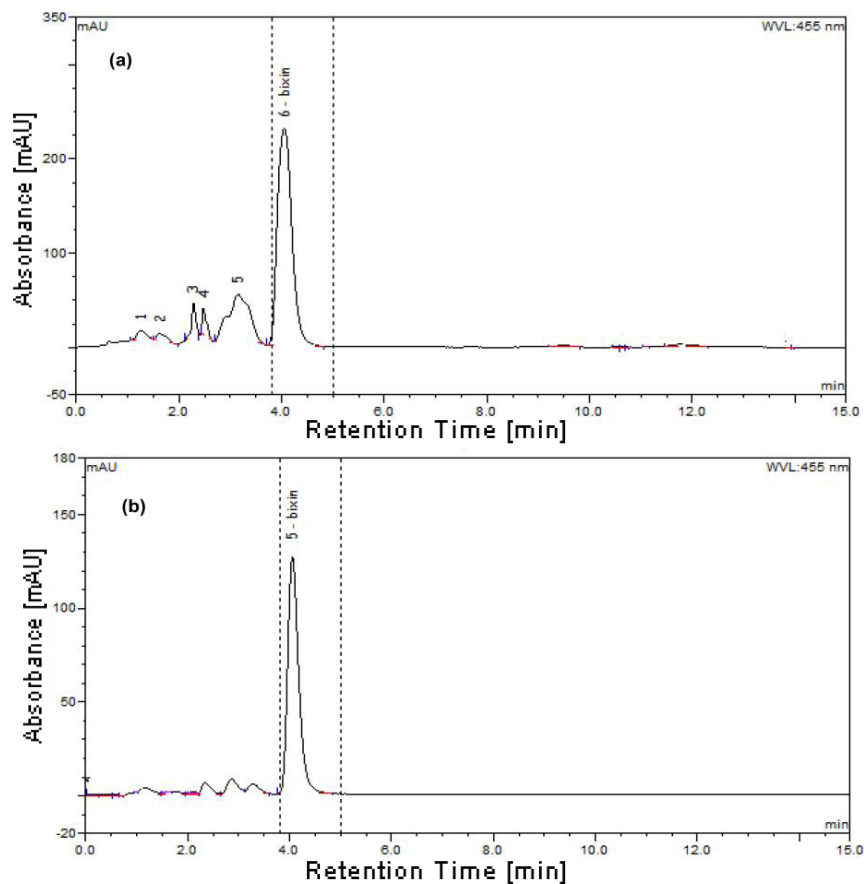 350
mAU
WVL:455 nm
(a)
6 - bixin
200
100
1
2
3
4
5
-50
min
0.0 2.0 4.0 6.0 8.0 10.0 12.0 15.0
Absorbance [mAU]
Retention Time [min]
180
mAU
WVL:455 nm
(b)
5 - bixin
150
100
50
-20
min
0.0 2.0 4.0 6.0 8.0 10.0 12.0 15.0
Absorbance [mAU]
Retention Time [min]